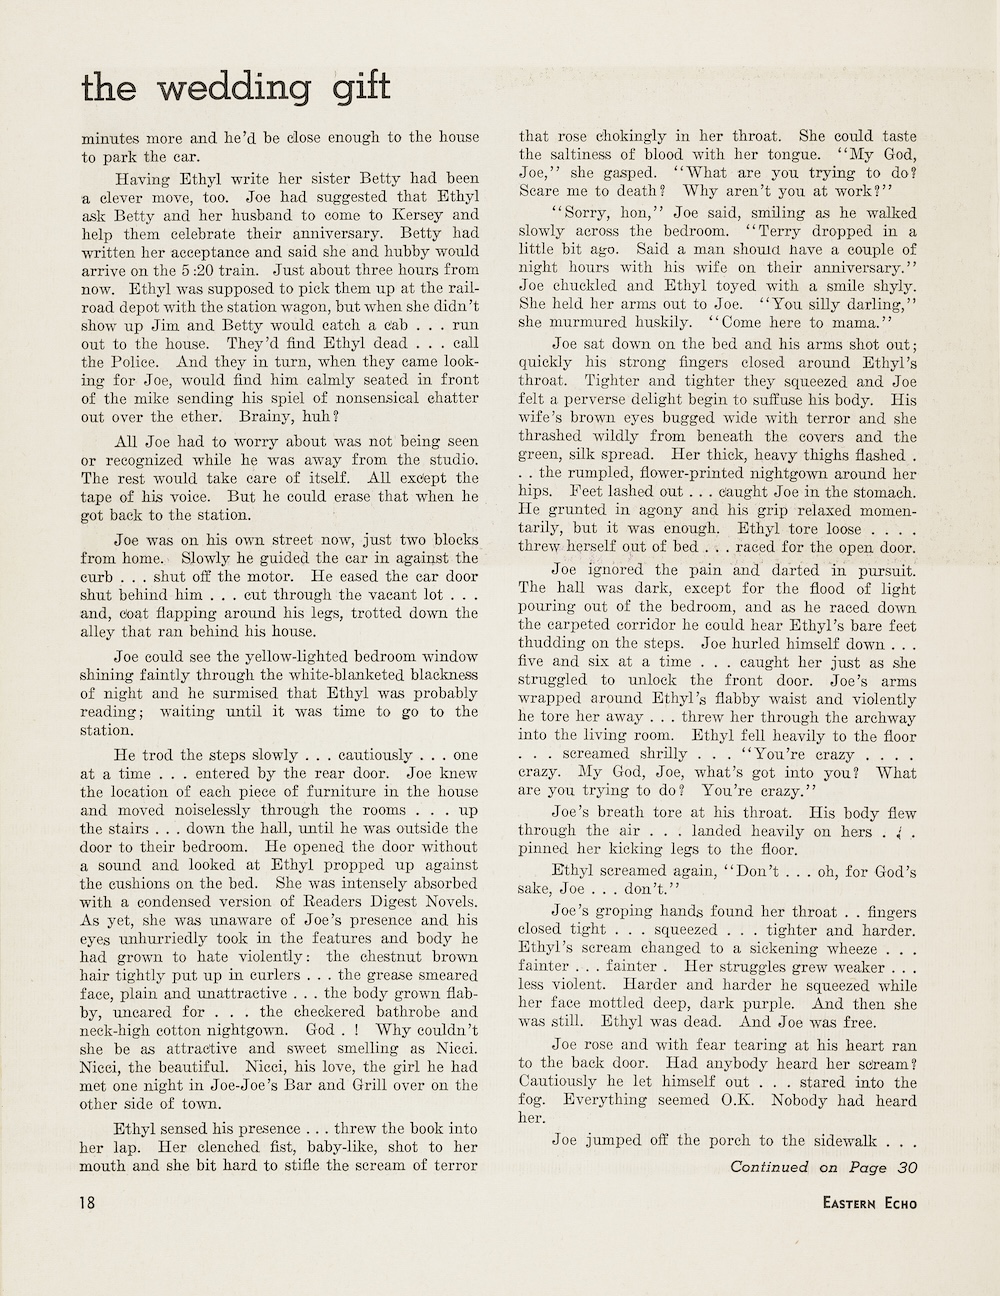 the wedding gift
minutes more and he'd be close enough to the house
to park the car.
Having Ethyl write her sister Betty had been
a clever move, too. Joe had suggested that Ethyl
ask Betty and her husband to come to Kersey and
help them celebrate their anniversary. Betty had
written her acceptance and said she and hubby would
arrive on the 5:20 train. Just about three hours from
now. Ethyl was supposed to pick them up at the rail-
road depot with the station wagon, but when she didn't
show up Jim and Betty would catch a cab . . . run
out to the house. They'd find Ethyl dead . . . call
the Police. And they in turn, when they came look-
ing for Joe, would find him calmly seated in front
of the mike sending his spiel of nonsensical chatter
out over the ether. Brainy, huh?
All Joe had to worry about was not being seen
or recognized while he was away from the studio.
The rest would take care of itself. All except the
tape of his voice. But he could erase that when he
got back to the station.
Joe was on his own street now, just two blocks
from home. Slowly he guided the car in against the
curb . . . shut off the motor. He eased the car door
shut behind him . . . cut through the vacant lot . . .
and, coat flapping around his legs, trotted down the
alley that ran behind his house.
Joe could see the yellow-lighted bedroom window
shining faintly through the white-blanketed blackness
of night and he surmised that Ethyl was probably
reading; waiting until it was time to go to the
station.
He trod the steps slowly . . . cautiously . . . one
at a time . . . entered by the rear door. Joe knew
the location of each piece of furniture in the house
and moved noiselessly through the rooms . . . up
the stairs . . . down the hall, until he was outside the
door to their bedroom. He opened the door without
a sound and looked at Ethyl propped up against
the cushions on the bed. She was intensely absorbed
with a condensed version of Readers Digest Novels.
As yet, she was unaware of Joe's presence and his
eyes unhurriedly took in the features and body he
had grown to hate violently: the chestnut brown
hair tightly put up in curlers . . . the grease smeared
face, plain and unattractive . . . the body grown flab-
by, uncared for . . . the checkered bathrobe and
neck-high cotton nightgown. God . ! Why couldn't
she be as attractive and sweet smelling as Nicci.
Nicci, the beautiful. Nicci, his love, the girl he had
met one night in Joe-Joe's Bar and Grill over on the
other side of town.
Ethyl sensed his presence . . . threw the book into
her lap. Her clenched fist, baby-like, shot to her
mouth and she bit hard to stifle the scream of terror
that rose chokingly in her throat. She could taste
the saltiness of blood with her tongue. "My God,
Joe," she gasped. "What are you trying to do?
Scare me to death? Why aren't you at work?"
"Sorry, hon," Joe said, smiling as he walked
slowly across the bedroom. "Terry dropped in a
little bit ago. Said a man should have a couple of
night hours with his wife on their anniversary."
Joe chuckled and Ethyl toyed with a smile shyly.
She held her arms out to Joe. "You silly darling,"
she murmured huskily. "Come here to mama."
Joe sat down on the bed and his arms shot out;
quickly his strong fingers closed around Ethyl's
throat. Tighter and tighter they squeezed and Joe
felt a perverse delight begin to suffuse his body. His
wife's brown eyes bugged wide with terror and she
thrashed wildly from beneath the covers and the
green, silk spread. Her thick, heavy thighs flashed .
. . the rumpled, flower-printed nightgown around her
hips. Feet lashed out . . . caught Joe in the stomach.
He grunted in agony and his grip relaxed momen-
tarily, but it was enough. Ethyl tore loose . . . .
threw herself out of bed . . . raced for the open door.
Joe ignored the pain and darted in pursuit.
The hall was dark, except for the flood of light
pouring out of the bedroom, and as he raced down
the carpeted corridor he could hear Ethyl's bare feet
thudding on the steps. Joe hurled himself down . . .
five and six at a time . . . caught her just as she
struggled to unlock the front door. Joe's arms
wrapped around Ethyl's flabby waist and violently
he tore her away . . . threw her through the archway
into the living room. Ethyl fell heavily to the floor
. . . screamed shrilly . . . "You're crazy . . . .
crazy. My God, Joe, what's got into you? What
are you trying to do? You're crazy."
Joe's breath tore at his throat. His body flew
through the air . . . landed heavily on hers . . .
pinned her kicking legs to the floor.
Ethyl screamed again, "Don't . . . oh, for God's
sake, Joe . . . don't."
Joe's groping hands found her throat . . fingers
closed tight . . . squeezed . . . tighter and harder.
Ethyl's scream changed to a sickening wheeze . . .
fainter . . . fainter . Her struggles grew weaker . . .
less violent. Harder and harder he squeezed while
her face mottled deep, dark purple. And then she
was still. Ethyl was dead. And Joe was free.
Joe rose and with fear tearing at his heart ran
to the back door. Had anybody heard her scream?
Cautiously he let himself out . . . stared into the
fog. Everything seemed O.K. Nobody had heard
her.
Joe jumped off the porch to the sidewalk . . .
Continued on Page 30
18
EASTERN ECHO